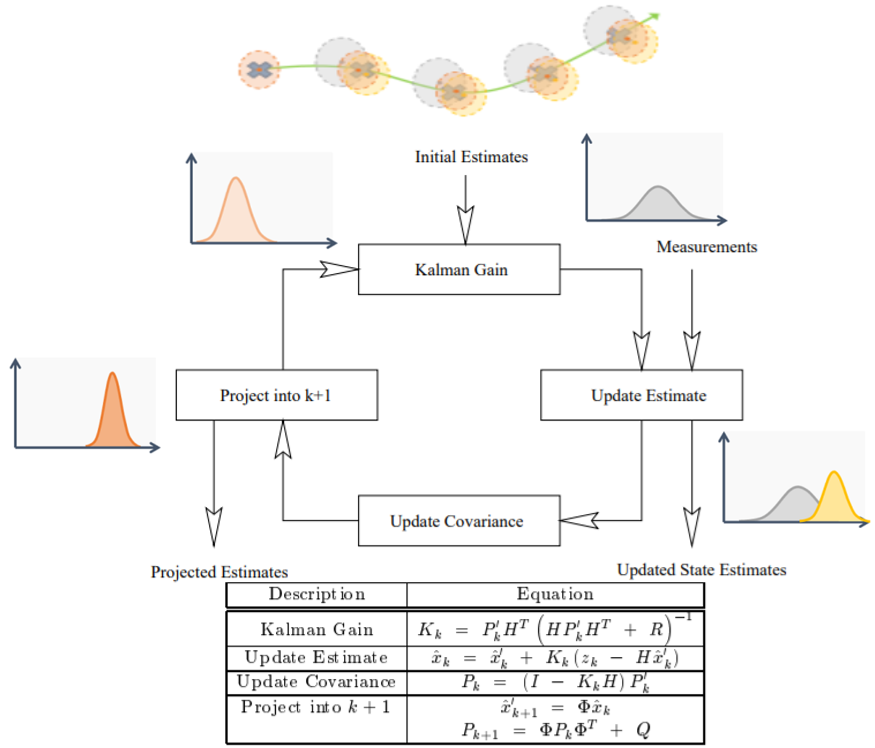 Initial Estimates
Measurements
Kalman Gain
Project into k+1
Update Estimate
Update Covariance
Projected Estimates
Updated State Estimates
Description Equation
Kalman Gain K_k = P'_k H^T (H P'_k H^T + R)^{-1}
Update Estimate x̂_k = x̂'_k + K_k (z_k − H x̂'_k)
Update Covariance P_k = (I − K_k H) P'_k
Project into k + 1 x̂'_{k+1} = Φ x̂_k
P_{k+1} = Φ P_k Φ^T + Q